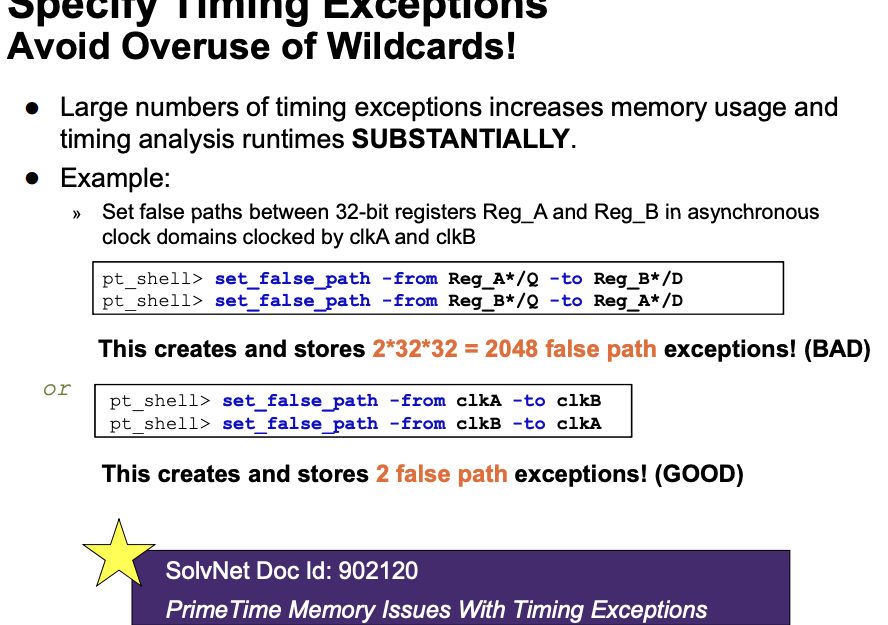 Specify Timing Exceptions
Avoid Overuse of Wildcards!
● Large numbers of timing exceptions increases memory usage and
timing analysis runtimes SUBSTANTIALLY.
● Example:
» Set false paths between 32-bit registers Reg_A and Reg_B in asynchronous
clock domains clocked by clkA and clkB
pt_shell> set_false_path -from Reg_A*/Q -to Reg_B*/D
pt_shell> set_false_path -from Reg_B*/Q -to Reg_A*/D
This creates and stores 2*32*32 = 2048 false path exceptions! (BAD)
or
pt_shell> set_false_path -from clkA -to clkB
pt_shell> set_false_path -from clkB -to clkA
This creates and stores 2 false path exceptions! (GOOD)
SolvNet Doc Id: 902120
PrimeTime Memory Issues With Timing Exceptions